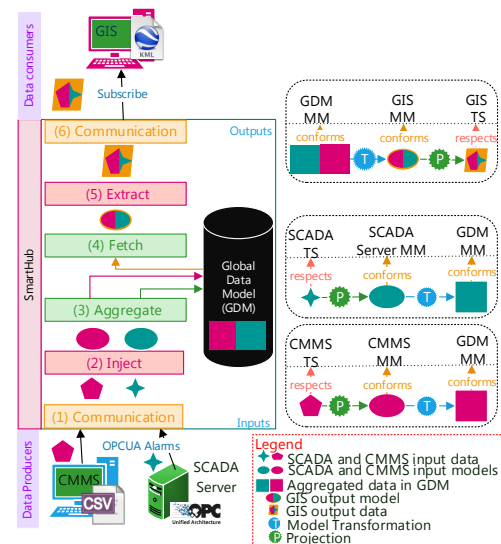 Data consumers
GIS
KML
Subscribe
SmartHub
(6) Communication
Outputs
(5) Extract
(4) Fetch
Global
Data
Model
(GDM)
(3) Aggregate
(2) Inject
(1) Communication
Inputs
Data Producers
OPCUA Alarms
CMMS
CSV
SCADA
Server
OPC
Unified Architecture
GDM
MM
GIS
MM
GIS
TS
conforms
conforms
respects
T
P
SCADA
TS
SCADA
Server MM
GDM
MM
respects
conforms
conforms
P
T
CMMS
TS
CMMS
MM
GDM
MM
respects
conforms
conforms
P
T
Legend
SCADA and CMMS input data
SCADA and CMMS input models
Aggregated data in GDM
GIS output model
GIS output data
T Model Transformation
P Projection